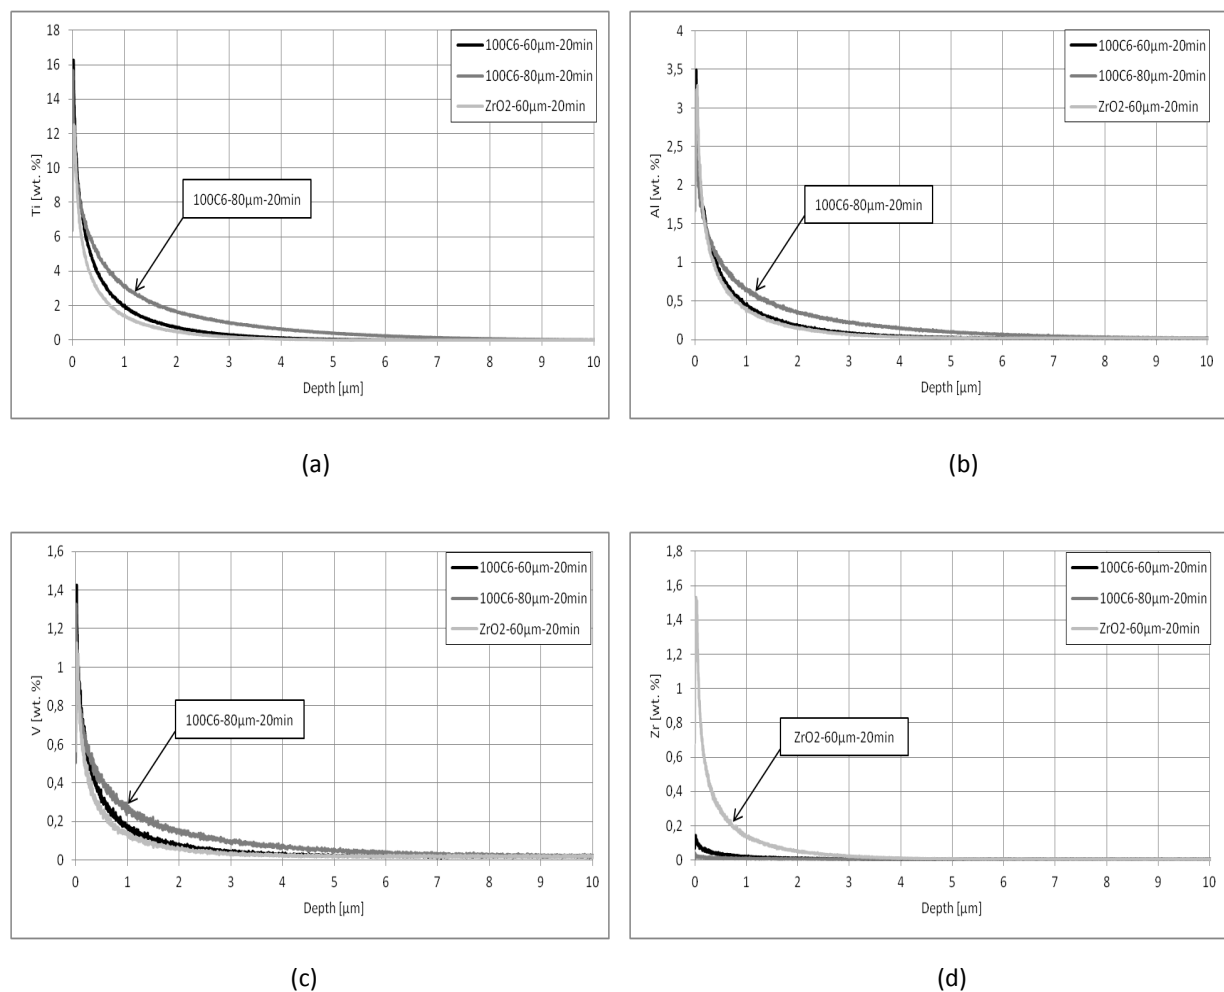 18
16
14
12
10
8
6
4
2
0
Ti [wt. %]
0 1 2 3 4 5 6 7 8 9 10
Depth [µm]
100C6-60µm-20min
100C6-80µm-20min
ZrO2-60µm-20min
100C6-80µm-20min
(a)
4
3,5
3
2,5
2
1,5
1
0,5
0
Al [wt. %]
0 1 2 3 4 5 6 7 8 9 10
Depth [µm]
100C6-60µm-20min
100C6-80µm-20min
ZrO2-60µm-20min
100C6-80µm-20min
(b)
1,6
1,4
1,2
1
0,8
0,6
0,4
0,2
0
V [wt. %]
0 1 2 3 4 5 6 7 8 9 10
Depth [µm]
100C6-60µm-20min
100C6-80µm-20min
ZrO2-60µm-20min
100C6-80µm-20min
(c)
1,8
1,6
1,4
1,2
1
0,8
0,6
0,4
0,2
0
Zr [wt. %]
0 1 2 3 4 5 6 7 8 9 10
Depth [µm]
100C6-60µm-20min
100C6-80µm-20min
ZrO2-60µm-20min
ZrO2-60µm-20min
(d)